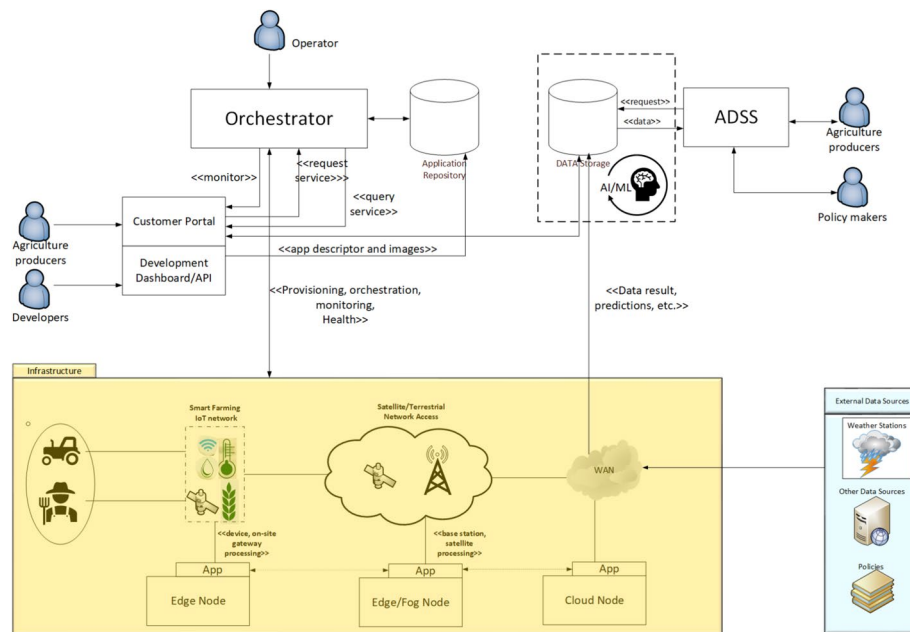 Operator
Orchestrator
Application
Repository
<<request>>
<<data>>
DATA Storage
AI/ML
ADSS
Agriculture
producers
Policy makers
<<monitor>>
<<request
service>>>
<<query
service>>
Customer Portal
Agriculture
producers
Development
Dashboard/API
Developers
<<app descriptor and images>>
<<Provisioning, orchestration,
monitoring,
Health>>
<<Data result,
predictions, etc.>>
Infrastructure
Smart Farming
IoT network
Satellite/Terrestrial
Network Access
WAN
<<device, on-site
gateway
processing>>
<<base station,
satellite
processing>>
App
Edge Node
App
Edge/Fog Node
App
Cloud Node
External Data Sources
Weather Stations
Other Data Sources
Policies